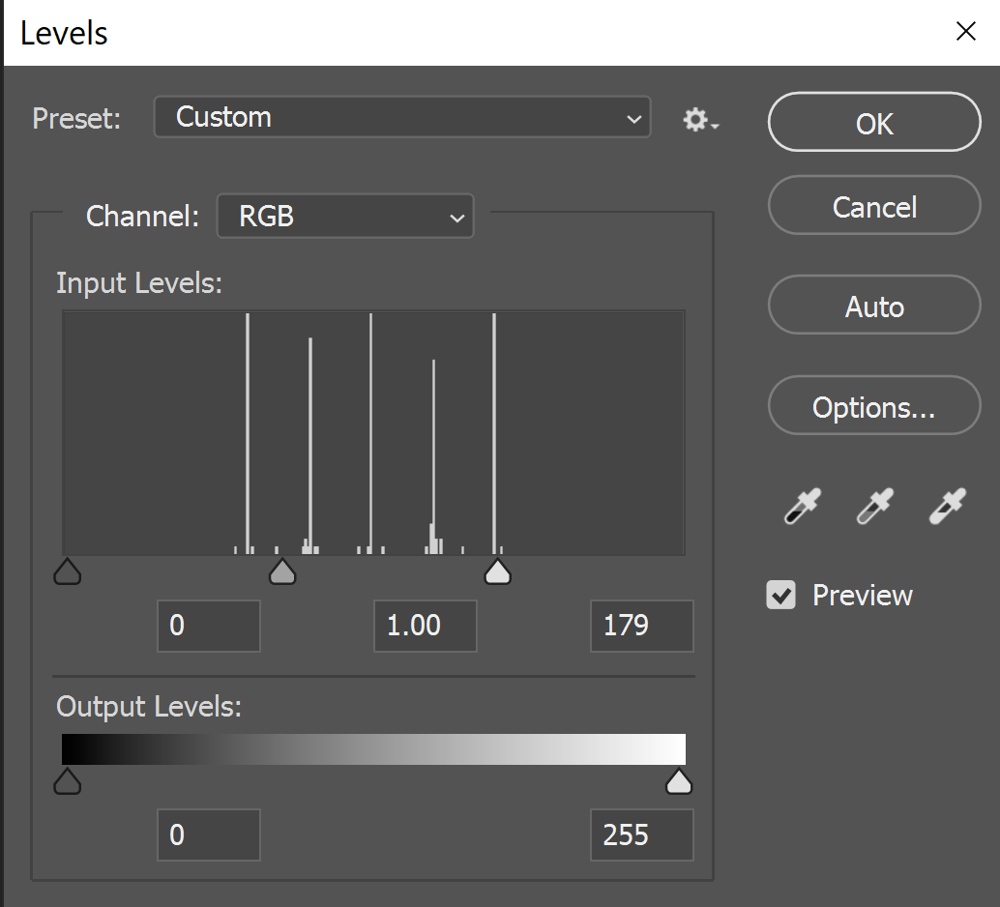 Levels
Preset: Custom
OK
Cancel
Channel: RGB
Input Levels:
Auto
Options...
Preview
0 1.00 179
Output Levels:
0 255